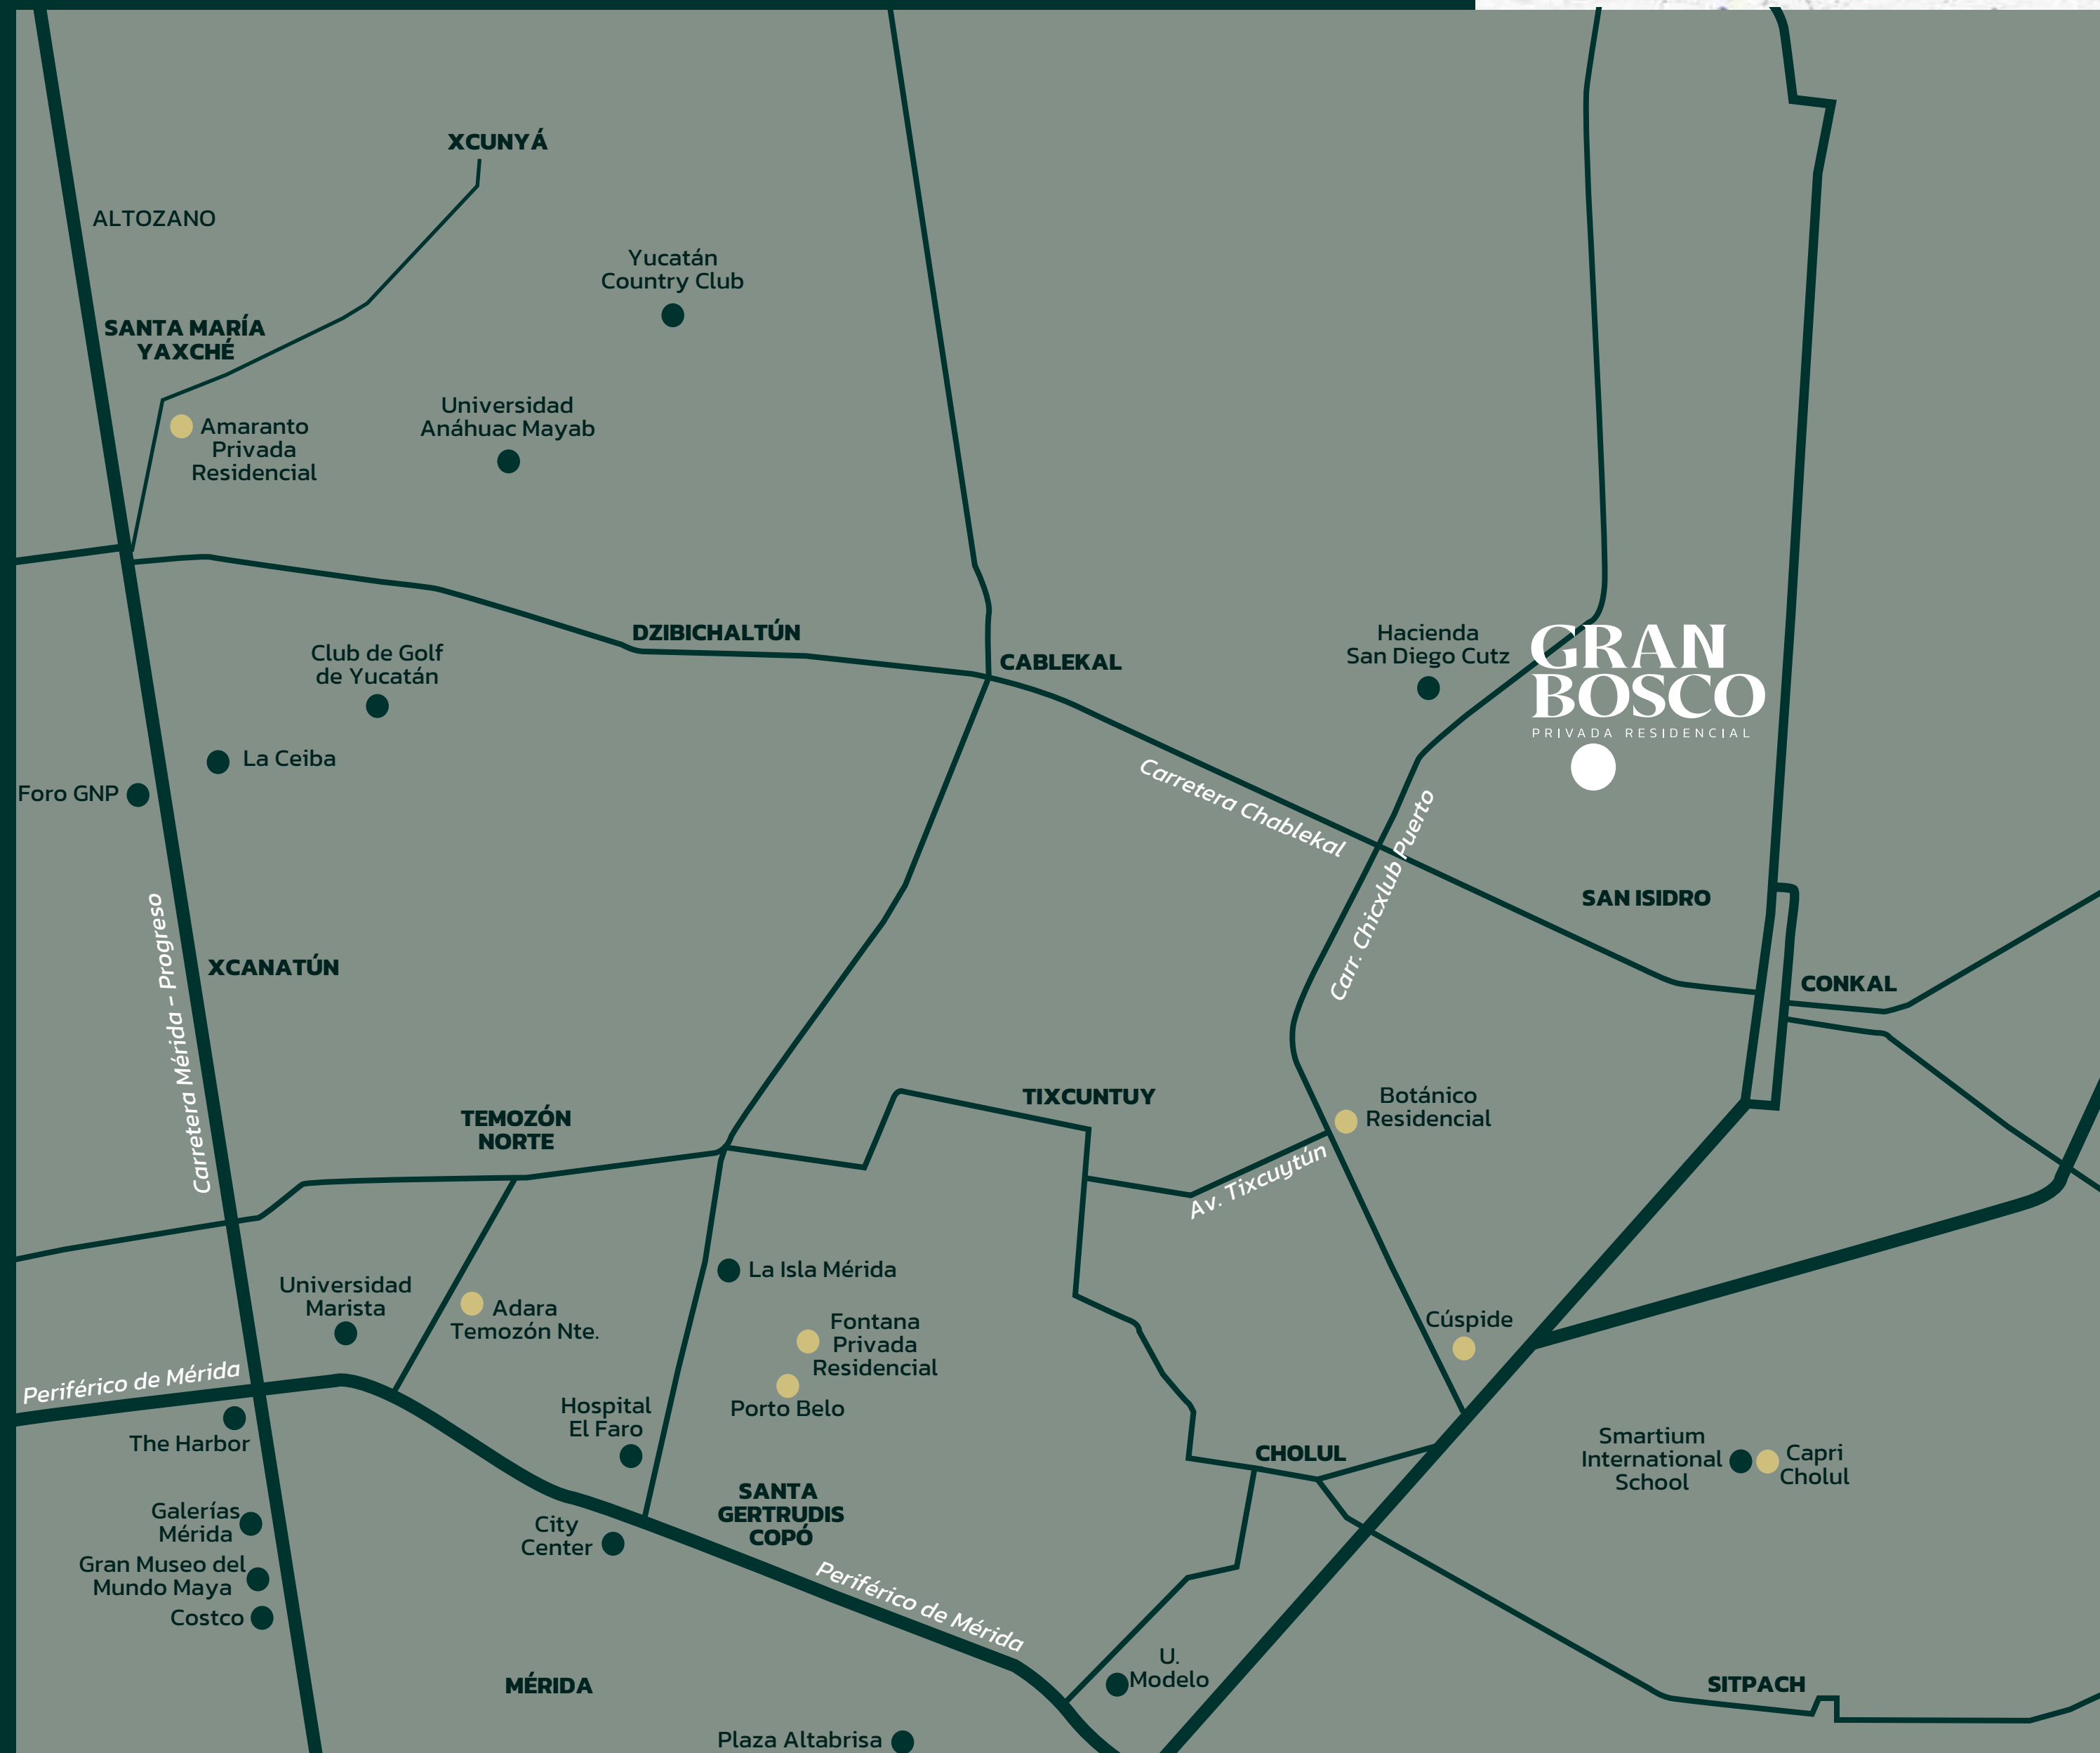 XCUNYÁ
ALTOZANO
Yucatán
Country Club
SANTA MARÍA
YAXCHÉ
Amaranto
Privada
Residencial
Universidad
Anáhuac Mayab
DZIBICHALTÚN
CABLEKAL
Hacienda
San Diego Cutz
GRAN
BOSCO
PRIVADA RESIDENCIAL
Club de Golf
de Yucatán
La Ceiba
Foro GNP
Carretera Chablekal
Carr. Chicxlub Puerto
SAN ISIDRO
Carretera Mérida - Progreso
XCANATÚN
CONKAL
TEMOZÓN
NORTE
TIXCUNTUY
Botánico
Residencial
Av. Tixcuytún
La Isla Mérida
Universidad
Marista
Adara
Temozón Nte.
Fontana
Privada
Residencial
Porto Belo
Cúspide
Periférico de Mérida
The Harbor
Hospital
El Faro
CHOLUL
Smartium
International
School
Capri
Cholul
SANTA
GERTRUDIS
COPÓ
Galerías
Mérida
City
Center
Gran Museo del
Mundo Maya
Costco
Periférico de Mérida
U.
Modelo
MÉRIDA
SITPACH
Plaza Altabrisa